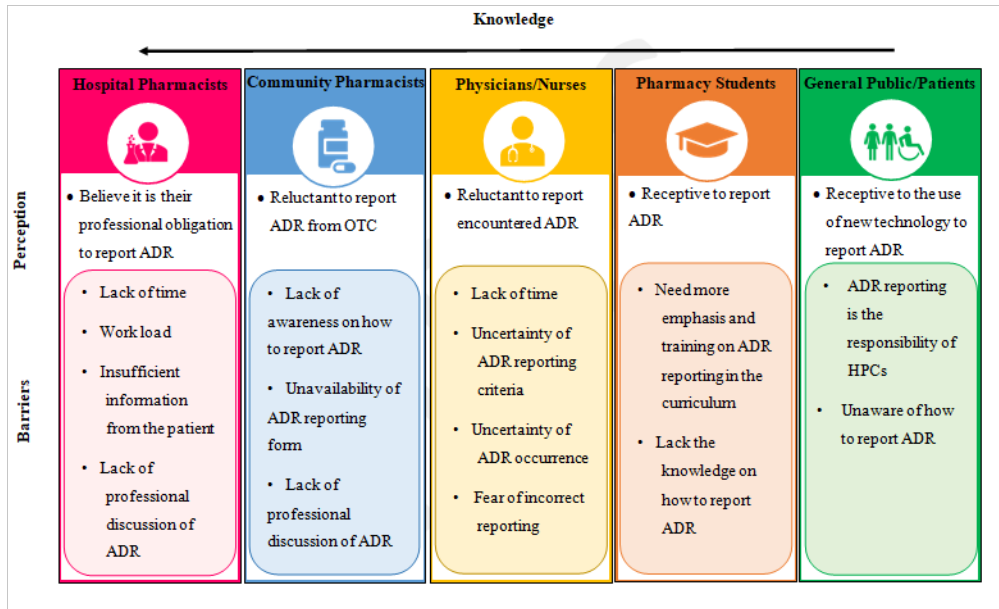 Knowledge
Hospital Pharmacists
Community Pharmacists
Physicians/Nurses
Pharmacy Students
General Public/Patients
Perception
• Believe it is their
professional obligation
to report ADR
• Reluctant to report
ADR from OTC
• Reluctant to report
encountered ADR
• Receptive to report
ADR
• Receptive to the use
of new technology to
report ADR
Barriers
• Lack of time
• Work load
• Insufficient
information
from the patient
• Lack of
professional
discussion of
ADR
• Lack of
awareness on how
to report ADR
• Unavailability of
ADR reporting
form
• Lack of
professional
discussion of ADR
• Lack of time
• Uncertainty of
ADR reporting
criteria
• Uncertainty of
ADR occurrence
• Fear of incorrect
reporting
• Need more
emphasis and
training on ADR
reporting in the
curriculum
• Lack the
knowledge on
how to report
ADR
• ADR reporting
is the
responsibility of
HPCs
• Unaware of how
to report ADR